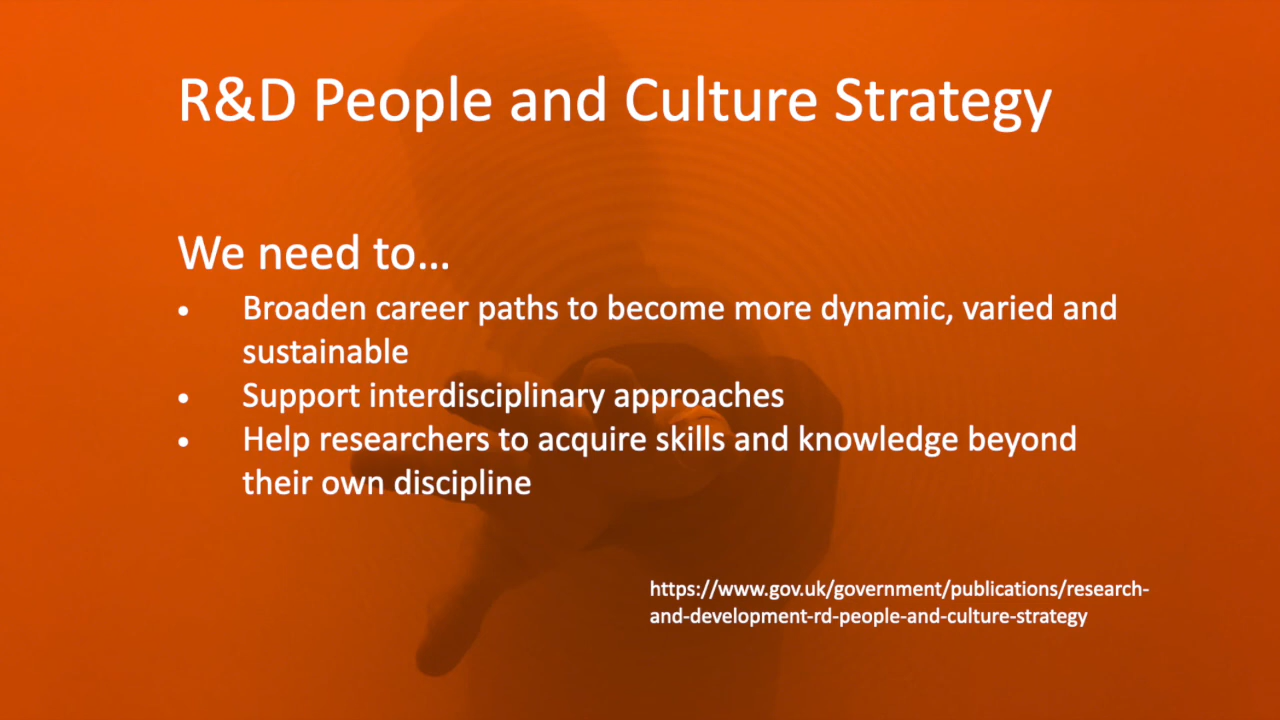 R&D People and Culture Strategy
We need to…
• Broaden career paths to become more dynamic, varied and
sustainable
• Support interdisciplinary approaches
• Help researchers to acquire skills and knowledge beyond
their own discipline
https://www.gov.uk/government/publications/research-
and-development-rd-people-and-culture-strategy